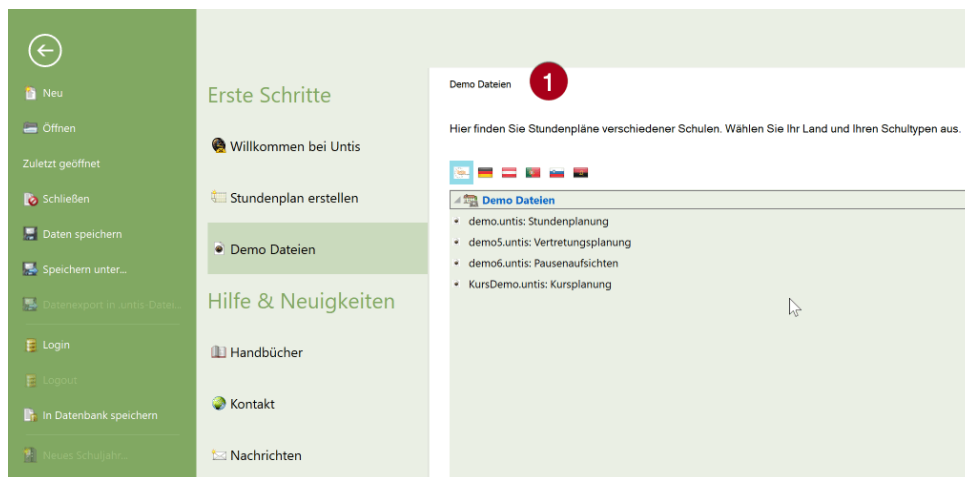 Neu
Öffnen
Zuletzt geöffnet
Schließen
Daten speichern
Speichern unter...
Datenexport in .untis-Datei...
Login
Logout
In Datenbank speichern
Neues Schuljahr...
Erste Schritte
Willkommen bei Untis
Stundenplan erstellen
Demo Dateien
Hilfe & Neuigkeiten
Handbücher
Kontakt
Nachrichten
Demo Dateien
1
Hier finden Sie Stundenpläne verschiedener Schulen. Wählen Sie Ihr Land und Ihren Schultypen aus.
Demo Dateien
demo.untis: Stundenplanung
demo5.untis: Vertretungsplanung
demo6.untis: Pausenaufsichten
KursDemo.untis: Kursplanung